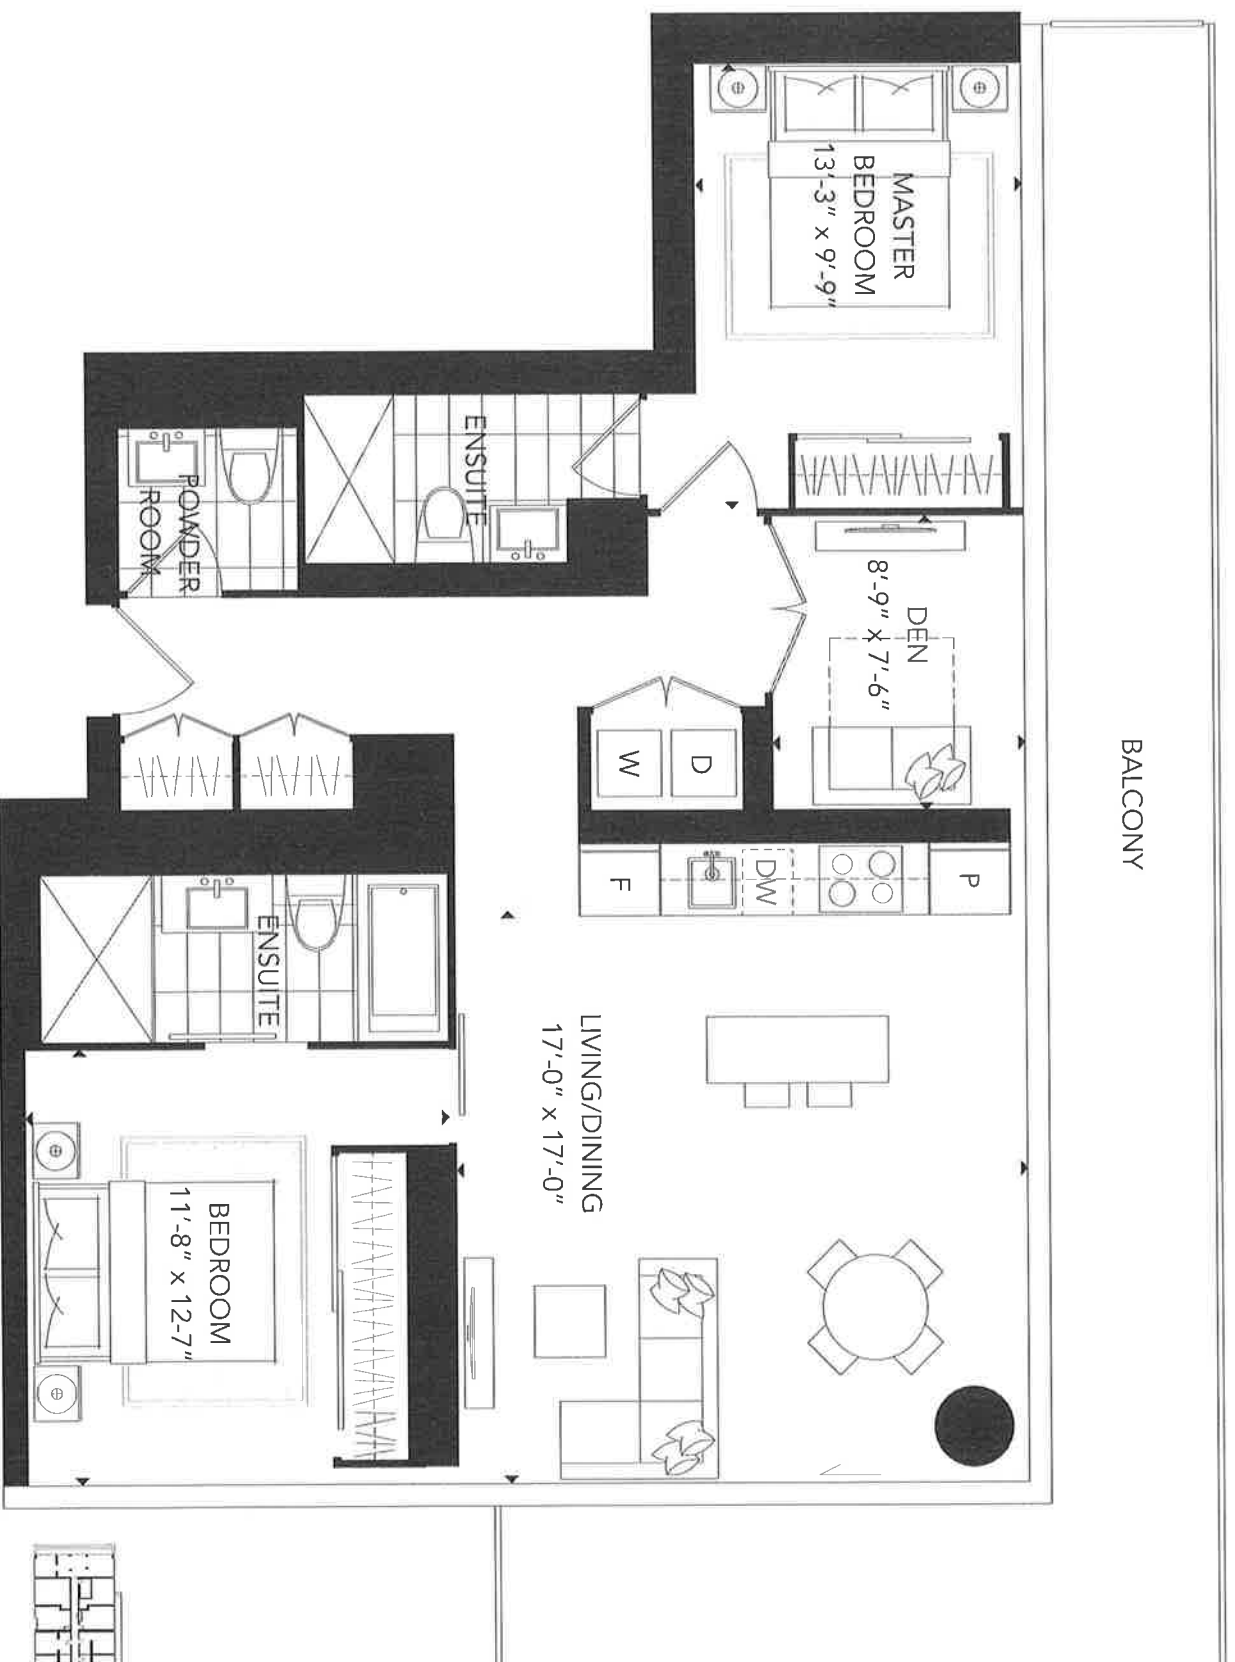 MASTER
BEDROOM
13'-3" x 9'-9"
ENSUITE
POWDER
ROOM
DEN
8'-9" x 7'-6"
BALCONY
W
D
F
DW
P
ENSUITE
LIVING/DINING
17'-0" x 17'-0"
BEDROOM
11'-8" x 12-7"